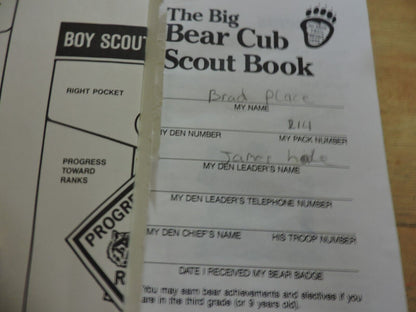 BOY SCOUT
RIGHT POCKET
PROGRESS
TOWARD
RANKS
PROGRE
R
The Big
Bear Cub
Scout Book
Brad Place
MY NAME
214
MY DEN NUMBER MY PACK NUMBER
James
MY DEN LEADER'S NAME
MY DEN LEADER'S TELEPHONE NUMBER
MY DEN CHIEF'S NAME HIS TROOP NUMBER
DATE I RECEIVED MY BEAR BADGE
You may earn bear achievements and electives if you
are in the third grade (or 9 years old).